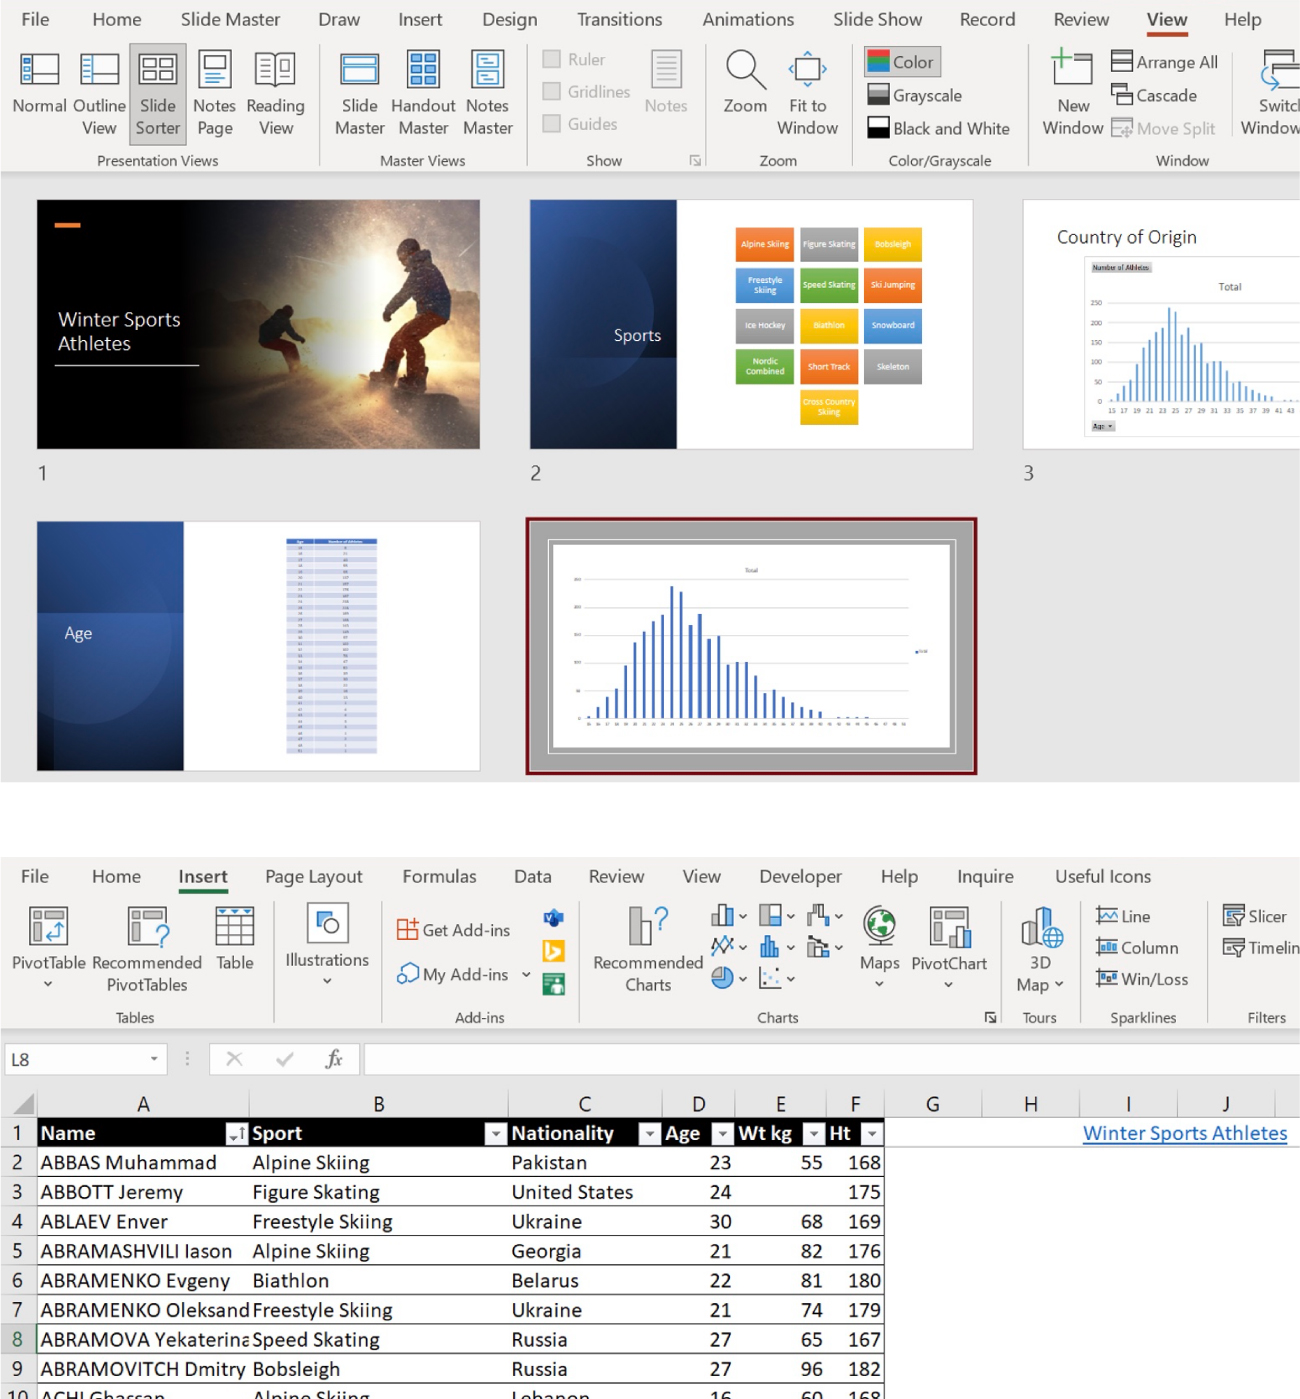 File Home Slide Master Draw Insert Design Transitions Animations Slide Show Record Review View Help
Normal Outline View Slide Sorter Notes Page Reading View
Presentation Views
Slide Master Handout Master Notes Master
Master Views
Ruler
Gridlines
Guides
Notes
Show
Zoom Fit to Window
Zoom
Color
Grayscale
Black and White
Color/Grayscale
New Window
Arrange All
Cascade
Move Split
Switc
Window
Window
Winter Sports
Athletes
1
Sports
Alpine Skiing Figure Skating Bobsleigh
Freestyle Skiing Speed Skating Ski Jumping
Ice Hockey Biathlon Snowboard
Nordic Combined Short Track Skeleton
Cross Country Skiing
2
Country of Origin
Number of Athletes
Total
250
200
150
100
50
0
15 17 19 21 23 25 27 29 31 33 35 37 39 41 43
Age
3
Age
Age Number of Athletes
Total
File Home Insert Page Layout Formulas Data Review View Developer Help Inquire Useful Icons
PivotTable Recommended PivotTables Table
Tables
Illustrations
Get Add-ins
My Add-ins
Add-ins
Recommended Charts
Maps PivotChart
Charts
3D Map
Tours
Line
Column
Win/Loss
Sparklines
Slicer
Timelin
Filters
L8 fx
A B C D E F G H I J
1 Name Sport Nationality Age Wt kg Ht Winter Sports Athletes
2 ABBAS Muhammad Alpine Skiing Pakistan 23 55 168
3 ABBOTT Jeremy Figure Skating United States 24 175
4 ABLAEV Enver Freestyle Skiing Ukraine 30 68 169
5 ABRAMASHVILI Iason Alpine Skiing Georgia 21 82 176
6 ABRAMENKO Evgeny Biathlon Belarus 22 81 180
7 ABRAMENKO Oleksand Freestyle Skiing Ukraine 21 74 179
8 ABRAMOVA Yekaterina Speed Skating Russia 27 65 167
9 ABRAMOVITCH Dmitry Bobsleigh Russia 27 96 182
10 ACHI Ghassan Alpine Skiing Lebanon 16 60 168